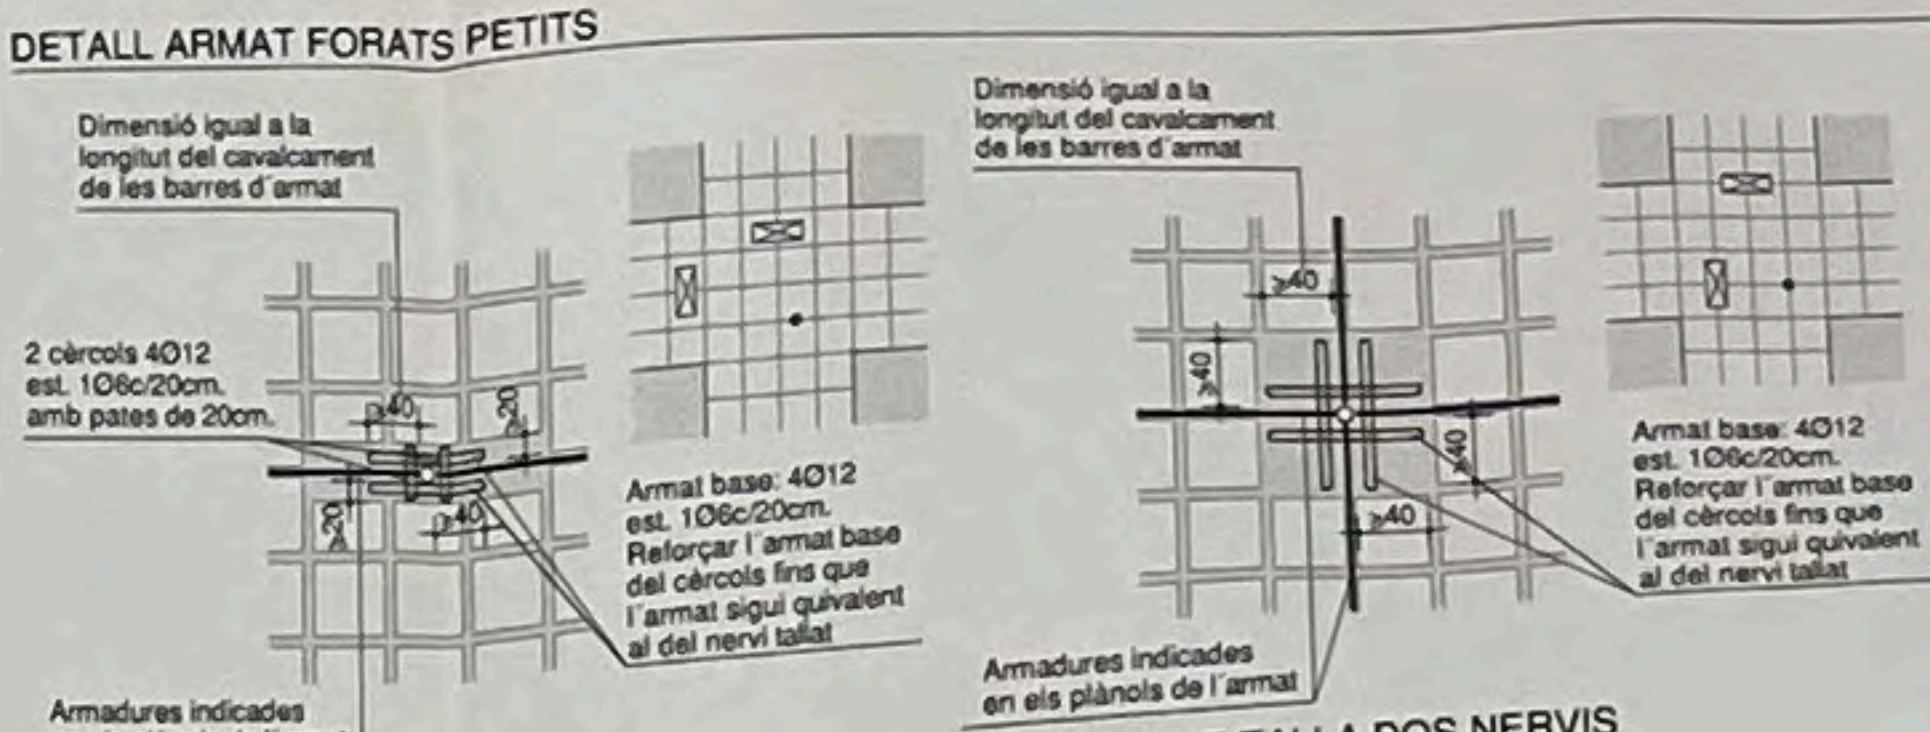 DETALL ARMAT FORATS PETITS
Dimensió igual a la
longitut del cavalcament
de les barres d´armat
2 cèrcols 4Ø12
est. 1Ø6c/20cm.
amb pates de 20cm.
≥40
≥20
≥20
≥40
Armat base: 4Ø12
est. 1Ø6c/20cm.
Reforçar l´armat base
del cèrcols fins que
l´armat sigui quivalent
al del nervi tallat
Armadures indicades
Dimensió igual a la
longitut del cavalcament
de les barres d´armat
≥40
≥40
≥40
≥40
Armat base: 4Ø12
est. 1Ø6c/20cm.
Reforçar l´armat base
del cèrcols fins que
l´armat sigui quivalent
al del nervi tallat
Armadures indicades
en els plànols de l´armat
DOS NERVIS